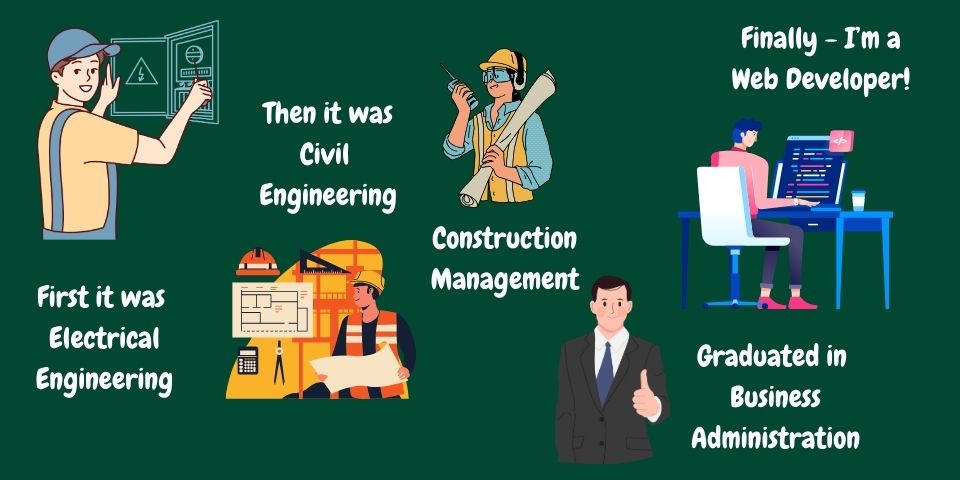 First it was
Electrical
Engineering
Then it was
Civil
Engineering
Construction
Management
Graduated in
Business
Administration
Finally – I'm a
Web Developer!
</>